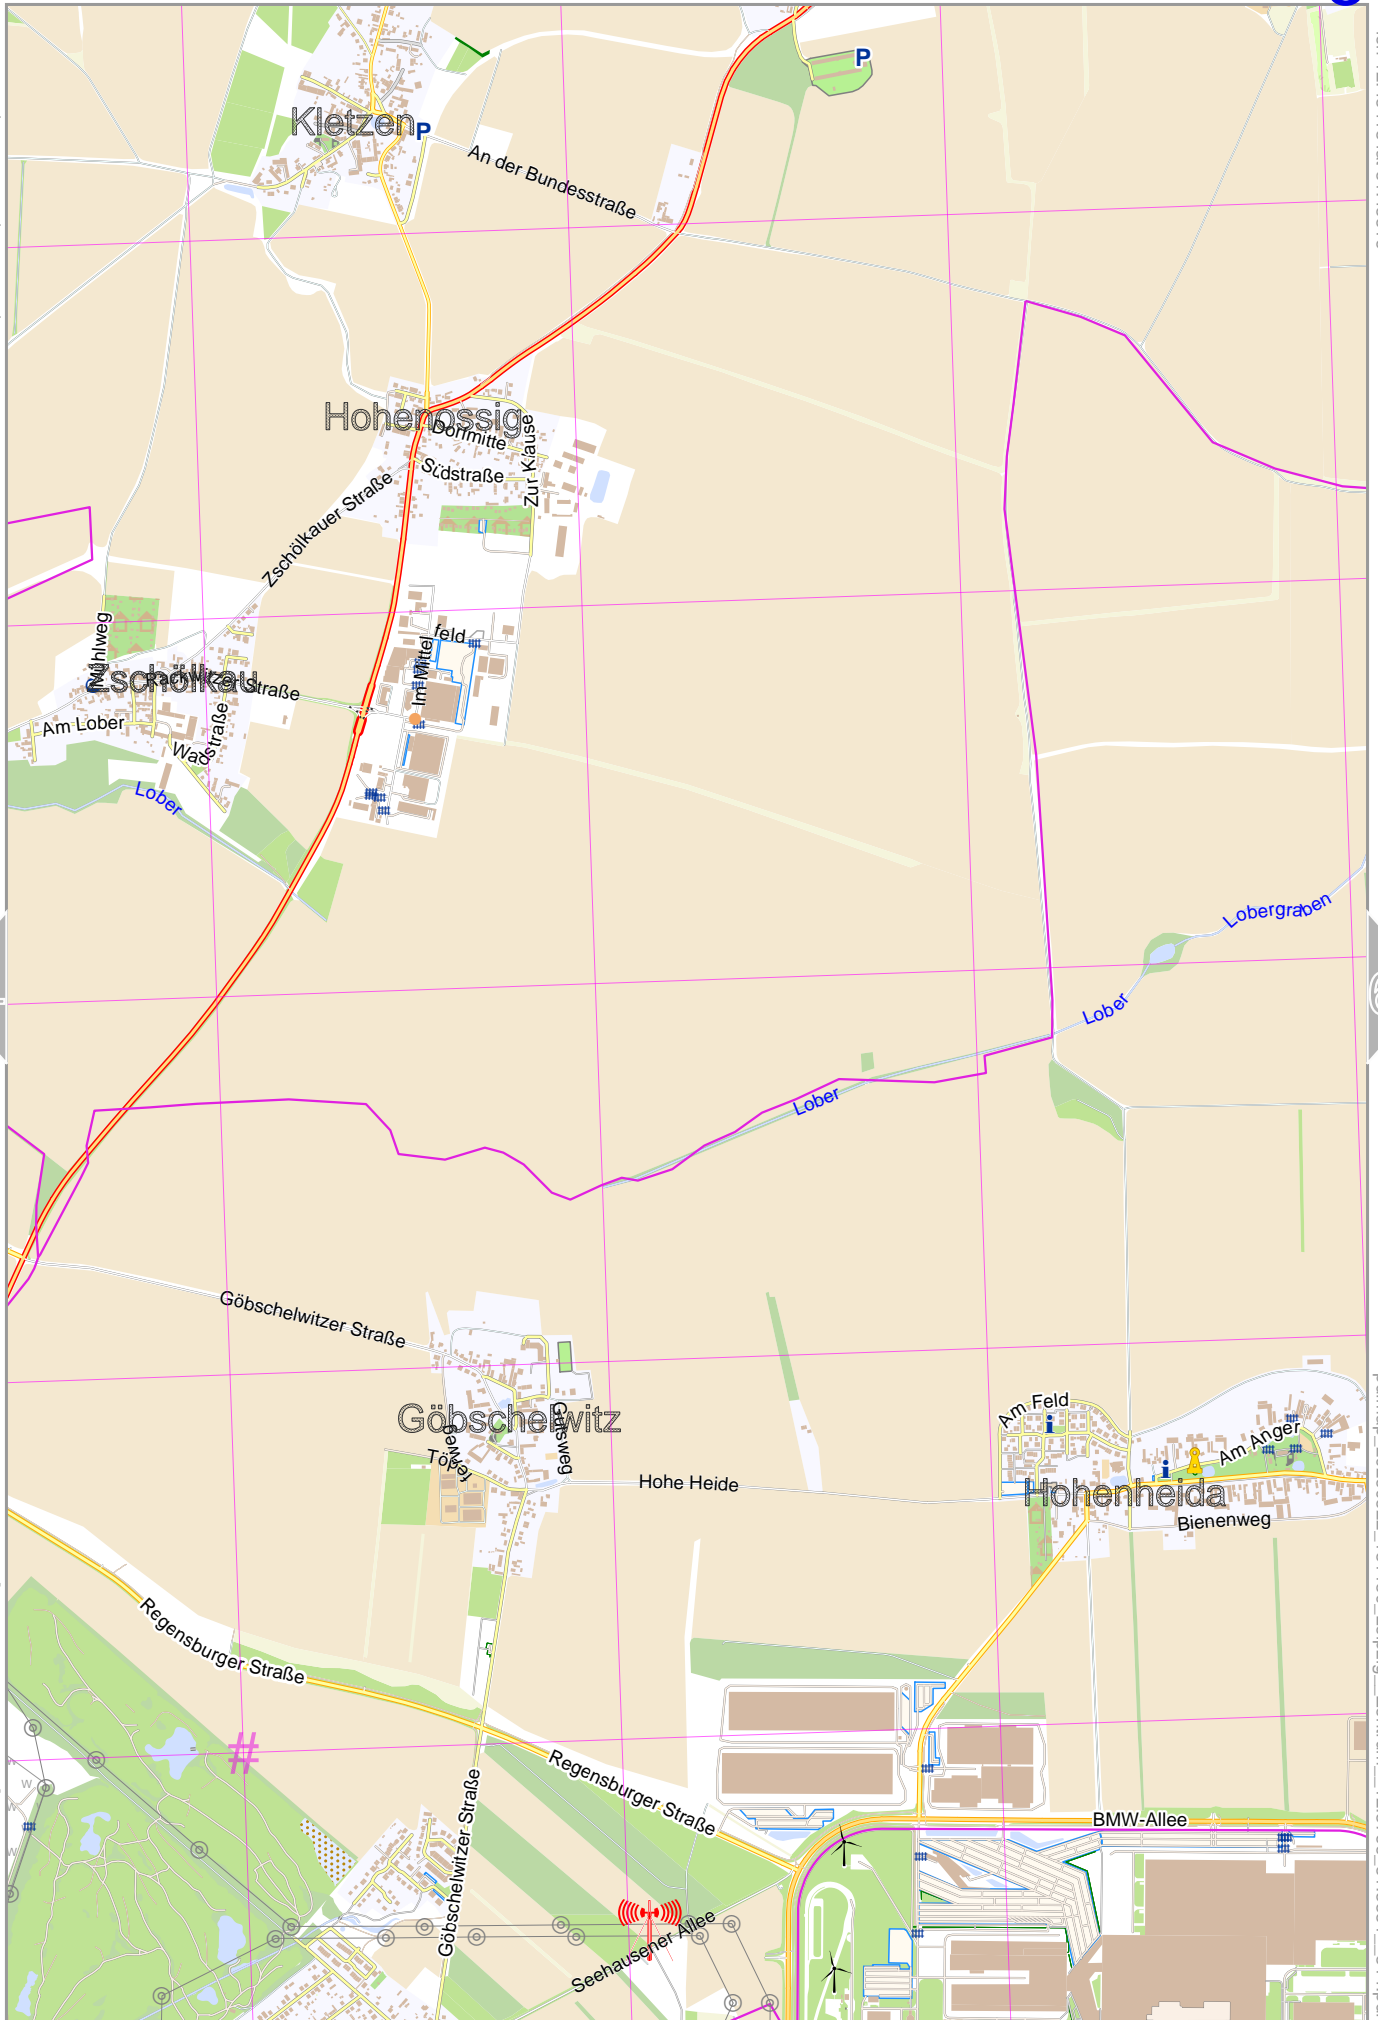 P
Kletzen
P
An der Bundesstraße
Hohenossig
Dorfmitte
Südstraße
Zur Klause
Zschölkauer Straße
Mühlweg
feld
Im Mittel
Zschölkau
Rackwitzer Straße
Am Lober
Wadstraße
Lober
Lobergraben
Lober
Lober
Göbschelwitzer Straße
Göbschelwitz
Am Feld
Am Anger
Gutsweg
Töpferweg
Hohe Heide
Hohenheida
Bienenweg
Regensburger Straße
#
Regensburger Straße
BMW-Allee
Göbschelwitzer Straße
Seehausener Allee